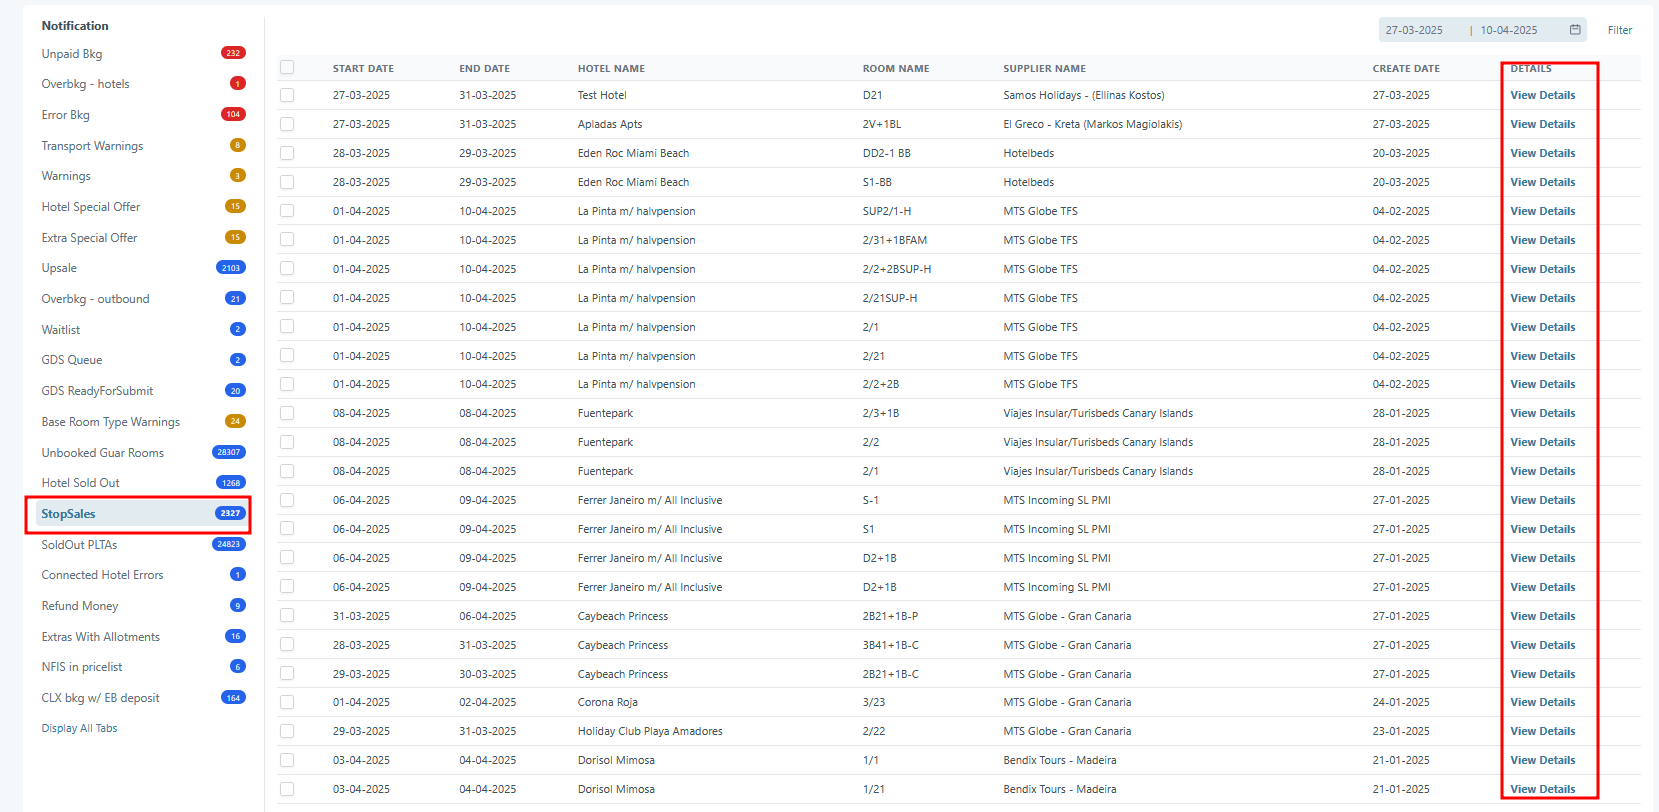 Notification
Unpaid Bkg 232
Overbkg - hotels 1
Error Bkg 104
Transport Warnings 8
Warnings 3
Hotel Special Offer 15
Extra Special Offer 15
Upsale 2103
Overbkg - outbound 21
Waitlist 2
GDS Queue 2
GDS ReadyForSubmit 20
Base Room Type Warnings 24
Unbooked Guar Rooms 28307
Hotel Sold Out 1268
StopSales 2327
SoldOut PLTAs 24823
Connected Hotel Errors 1
Refund Money 9
Extras With Allotments 16
NFIS in pricelist 6
CLX bkg w/ EB deposit 164
Display All Tabs
27-03-2025 | 10-04-2025 Filter
START DATE END DATE HOTEL NAME ROOM NAME SUPPLIER NAME CREATE DATE DETAILS
27-03-2025 31-03-2025 Test Hotel D21 Samos Holidays - (Ellinas Kostos) 27-03-2025 View Details
27-03-2025 31-03-2025 Apladas Apts 2V+1BL El Greco - Kreta (Markos Magiolakis) 27-03-2025 View Details
28-03-2025 29-03-2025 Eden Roc Miami Beach DD2-1 BB Hotelbeds 20-03-2025 View Details
28-03-2025 29-03-2025 Eden Roc Miami Beach S1-BB Hotelbeds 20-03-2025 View Details
01-04-2025 10-04-2025 La Pinta m/ halvpension SUP2/1-H MTS Globe TFS 04-02-2025 View Details
01-04-2025 10-04-2025 La Pinta m/ halvpension 2/31+1BFAM MTS Globe TFS 04-02-2025 View Details
01-04-2025 10-04-2025 La Pinta m/ halvpension 2/2+2BSUP-H MTS Globe TFS 04-02-2025 View Details
01-04-2025 10-04-2025 La Pinta m/ halvpension 2/21SUP-H MTS Globe TFS 04-02-2025 View Details
01-04-2025 10-04-2025 La Pinta m/ halvpension 2/1 MTS Globe TFS 04-02-2025 View Details
01-04-2025 10-04-2025 La Pinta m/ halvpension 2/21 MTS Globe TFS 04-02-2025 View Details
01-04-2025 10-04-2025 La Pinta m/ halvpension 2/2+2B MTS Globe TFS 04-02-2025 View Details
08-04-2025 08-04-2025 Fuentepark 2/3+1B Viajes Insular/Turisbeds Canary Islands 28-01-2025 View Details
08-04-2025 08-04-2025 Fuentepark 2/2 Viajes Insular/Turisbeds Canary Islands 28-01-2025 View Details
08-04-2025 08-04-2025 Fuentepark 2/1 Viajes Insular/Turisbeds Canary Islands 28-01-2025 View Details
06-04-2025 09-04-2025 Ferrer Janeiro m/ All Inclusive S-1 MTS Incoming SL PMI 27-01-2025 View Details
06-04-2025 09-04-2025 Ferrer Janeiro m/ All Inclusive S1 MTS Incoming SL PMI 27-01-2025 View Details
06-04-2025 09-04-2025 Ferrer Janeiro m/ All Inclusive D2+1B MTS Incoming SL PMI 27-01-2025 View Details
06-04-2025 09-04-2025 Ferrer Janeiro m/ All Inclusive D2+1B MTS Incoming SL PMI 27-01-2025 View Details
31-03-2025 06-04-2025 Caybeach Princess 2B21+1B-P MTS Globe - Gran Canaria 27-01-2025 View Details
28-03-2025 31-03-2025 Caybeach Princess 3B41+1B-C MTS Globe - Gran Canaria 27-01-2025 View Details
29-03-2025 30-03-2025 Caybeach Princess 2B21+1B-C MTS Globe - Gran Canaria 27-01-2025 View Details
01-04-2025 02-04-2025 Corona Roja 3/23 MTS Globe - Gran Canaria 24-01-2025 View Details
29-03-2025 31-03-2025 Holiday Club Playa Amadores 2/22 MTS Globe - Gran Canaria 23-01-2025 View Details
03-04-2025 04-04-2025 Dorisol Mimosa 1/1 Bendix Tours - Madeira 21-01-2025 View Details
03-04-2025 04-04-2025 Dorisol Mimosa 1/21 Bendix Tours - Madeira 21-01-2025 View Details